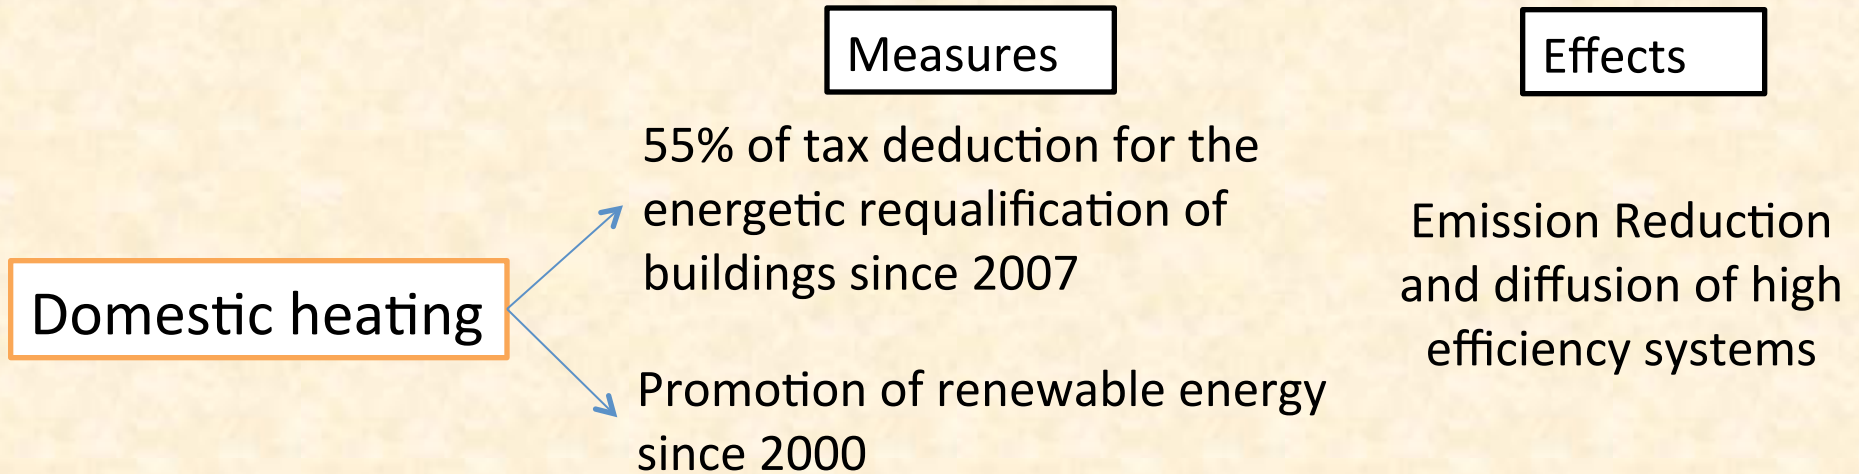 Measures
Effects
55% of tax deduction for the
energetic requalification of
buildings since 2007
Domestic heating
Promotion of renewable energy
since 2000
Emission Reduction
and diffusion of high
efficiency systems